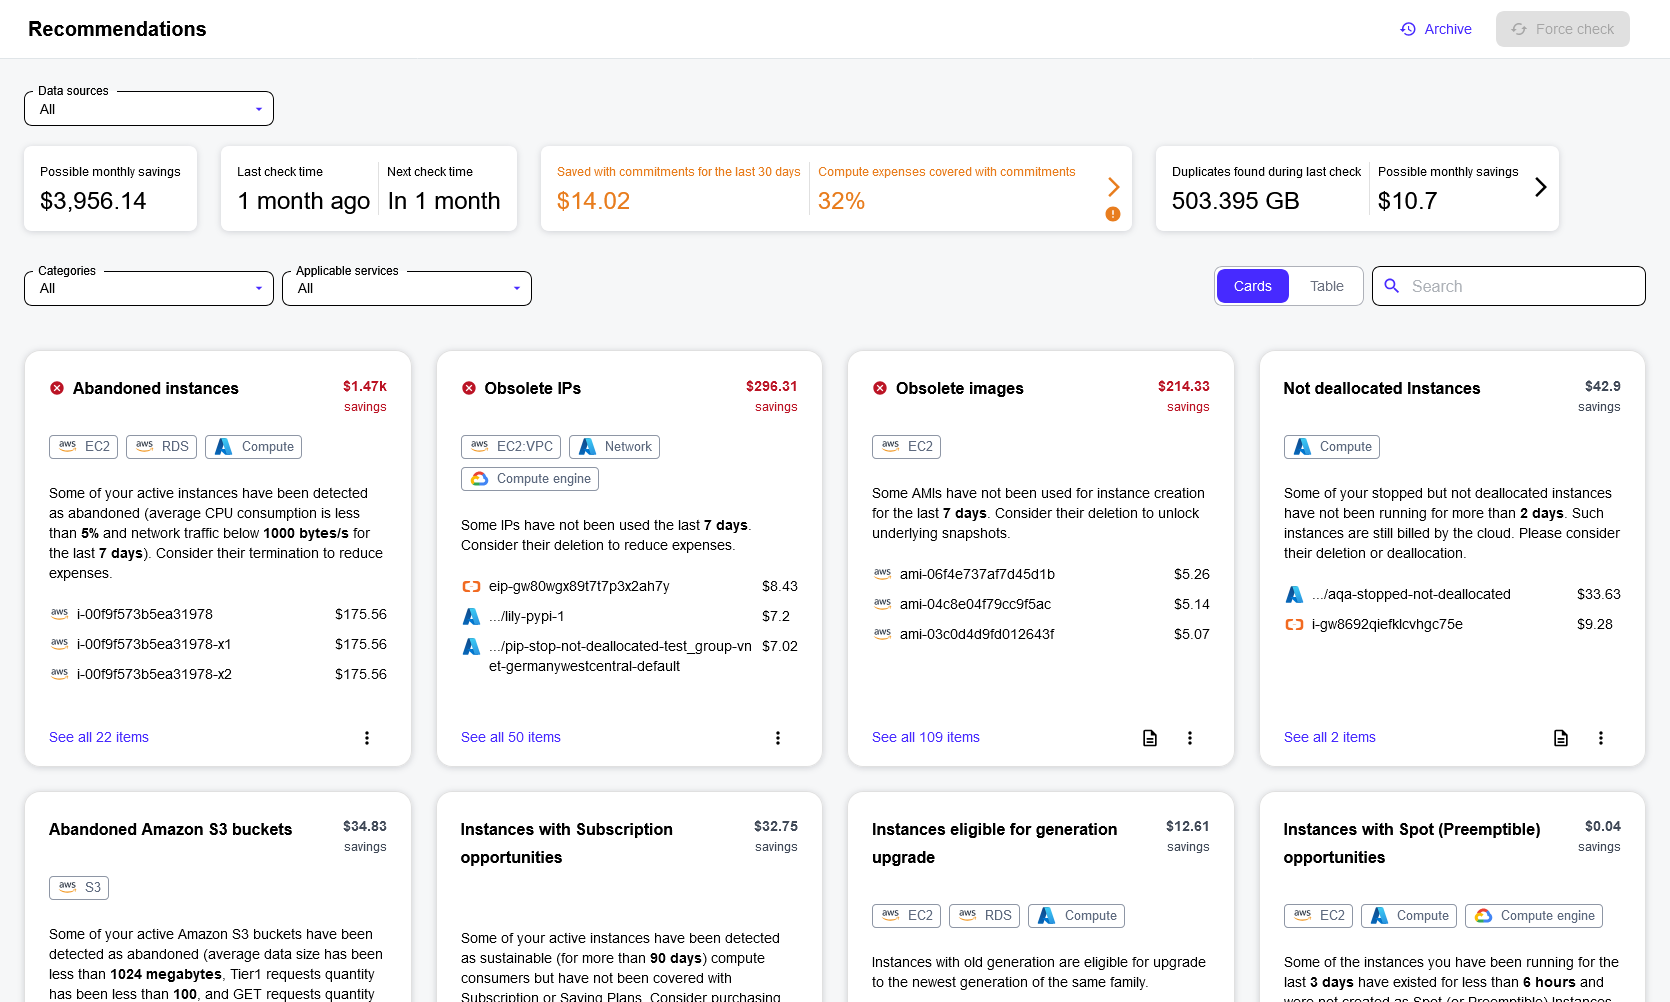 Recommendations
Archive
Force check
Data sources
All
Possible monthly savings
$3,956.14
Last check time
1 month ago
Next check time
In 1 month
Saved with commitments for the last 30 days
$14.02
Compute expenses covered with commitments
32%
Duplicates found during last check
503.395 GB
Possible monthly savings
$10.7
Categories
All
Applicable services
All
Cards
Table
Search
Abandoned instances
$1.47k
savings
aws EC2
aws RDS
Compute
Some of your active instances have been detected
as abandoned (average CPU consumption is less
than 5% and network traffic below 1000 bytes/s for
the last 7 days). Consider their termination to reduce
expenses.
aws i-00f9f573b5ea31978 $175.56
aws i-00f9f573b5ea31978-x1 $175.56
aws i-00f9f573b5ea31978-x2 $175.56
See all 22 items
Obsolete IPs
$296.31
savings
aws EC2:VPC
Network
Compute engine
Some IPs have not been used the last 7 days.
Consider their deletion to reduce expenses.
eip-gw80wgx89t7t7p3x2ah7y $8.43
.../lily-pypi-1 $7.2
.../pip-stop-not-deallocated-test_group-vn $7.02
et-germanywestcentral-default
See all 50 items
Obsolete images
$214.33
savings
aws EC2
Some AMIs have not been used for instance creation
for the last 7 days. Consider their deletion to unlock
underlying snapshots.
aws ami-06f4e737af7d45d1b $5.26
aws ami-04c8e04f79cc9f5ac $5.14
aws ami-03c0d4d9fd012643f $5.07
See all 109 items
Not deallocated Instances
$42.9
savings
Compute
Some of your stopped but not deallocated instances
have not been running for more than 2 days. Such
instances are still billed by the cloud. Please consider
their deletion or deallocation.
.../aqa-stopped-not-deallocated $33.63
i-gw8692qiefklcvhgc75e $9.28
See all 2 items
Abandoned Amazon S3 buckets
$34.83
savings
aws S3
Some of your active Amazon S3 buckets have been
detected as abandoned (average data size has been
less than 1024 megabytes, Tier1 requests quantity
has been less than 100, and GET requests quantity
Instances with Subscription
opportunities
$32.75
savings
Some of your active instances have been detected
as sustainable (for more than 90 days) compute
consumers but have not been covered with
Subscription or Saving Plans. Consider purchasing
Instances eligible for generation
upgrade
$12.61
savings
aws EC2
aws RDS
Compute
Instances with old generation are eligible for upgrade
to the newest generation of the same family.
Instances with Spot (Preemptible)
opportunities
$0.04
savings
aws EC2
Compute
Compute engine
Some of the instances you have been running for the
last 3 days have existed for less than 6 hours and
were not created as Spot (or Preemptible) Instances